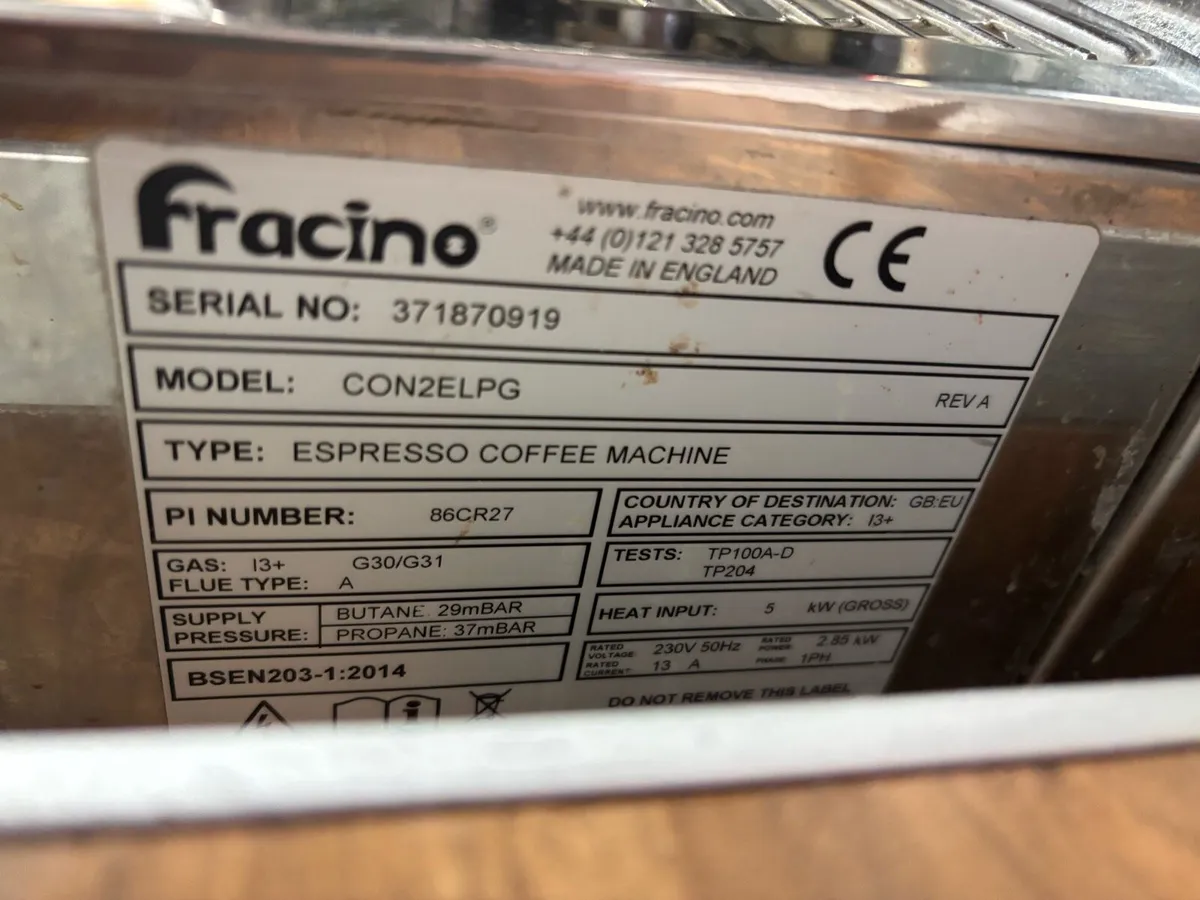 fracino®
www.fracino.com
+44 (0)121 328 5757
MADE IN ENGLAND
CE
SERIAL NO: 371870919
MODEL: CON2ELPG REV A
TYPE: ESPRESSO COFFEE MACHINE
PI NUMBER: 86CR27
COUNTRY OF DESTINATION: GB:EU
APPLIANCE CATEGORY: I3+
GAS: I3+ G30/G31
FLUE TYPE: A
TESTS: TP100A-D
TP204
SUPPLY
PRESSURE:
BUTANE: 29mBAR
PROPANE: 37mBAR
HEAT INPUT: 5 kW (GROSS)
BSEN203-1:2014
RATED
VOLTAGE: 230V 50Hz
RATED
POWER: 2.85 kW
RATED
CURRENT: 13 A
PHASE: 1PH
DO NOT REMOVE THIS LABEL